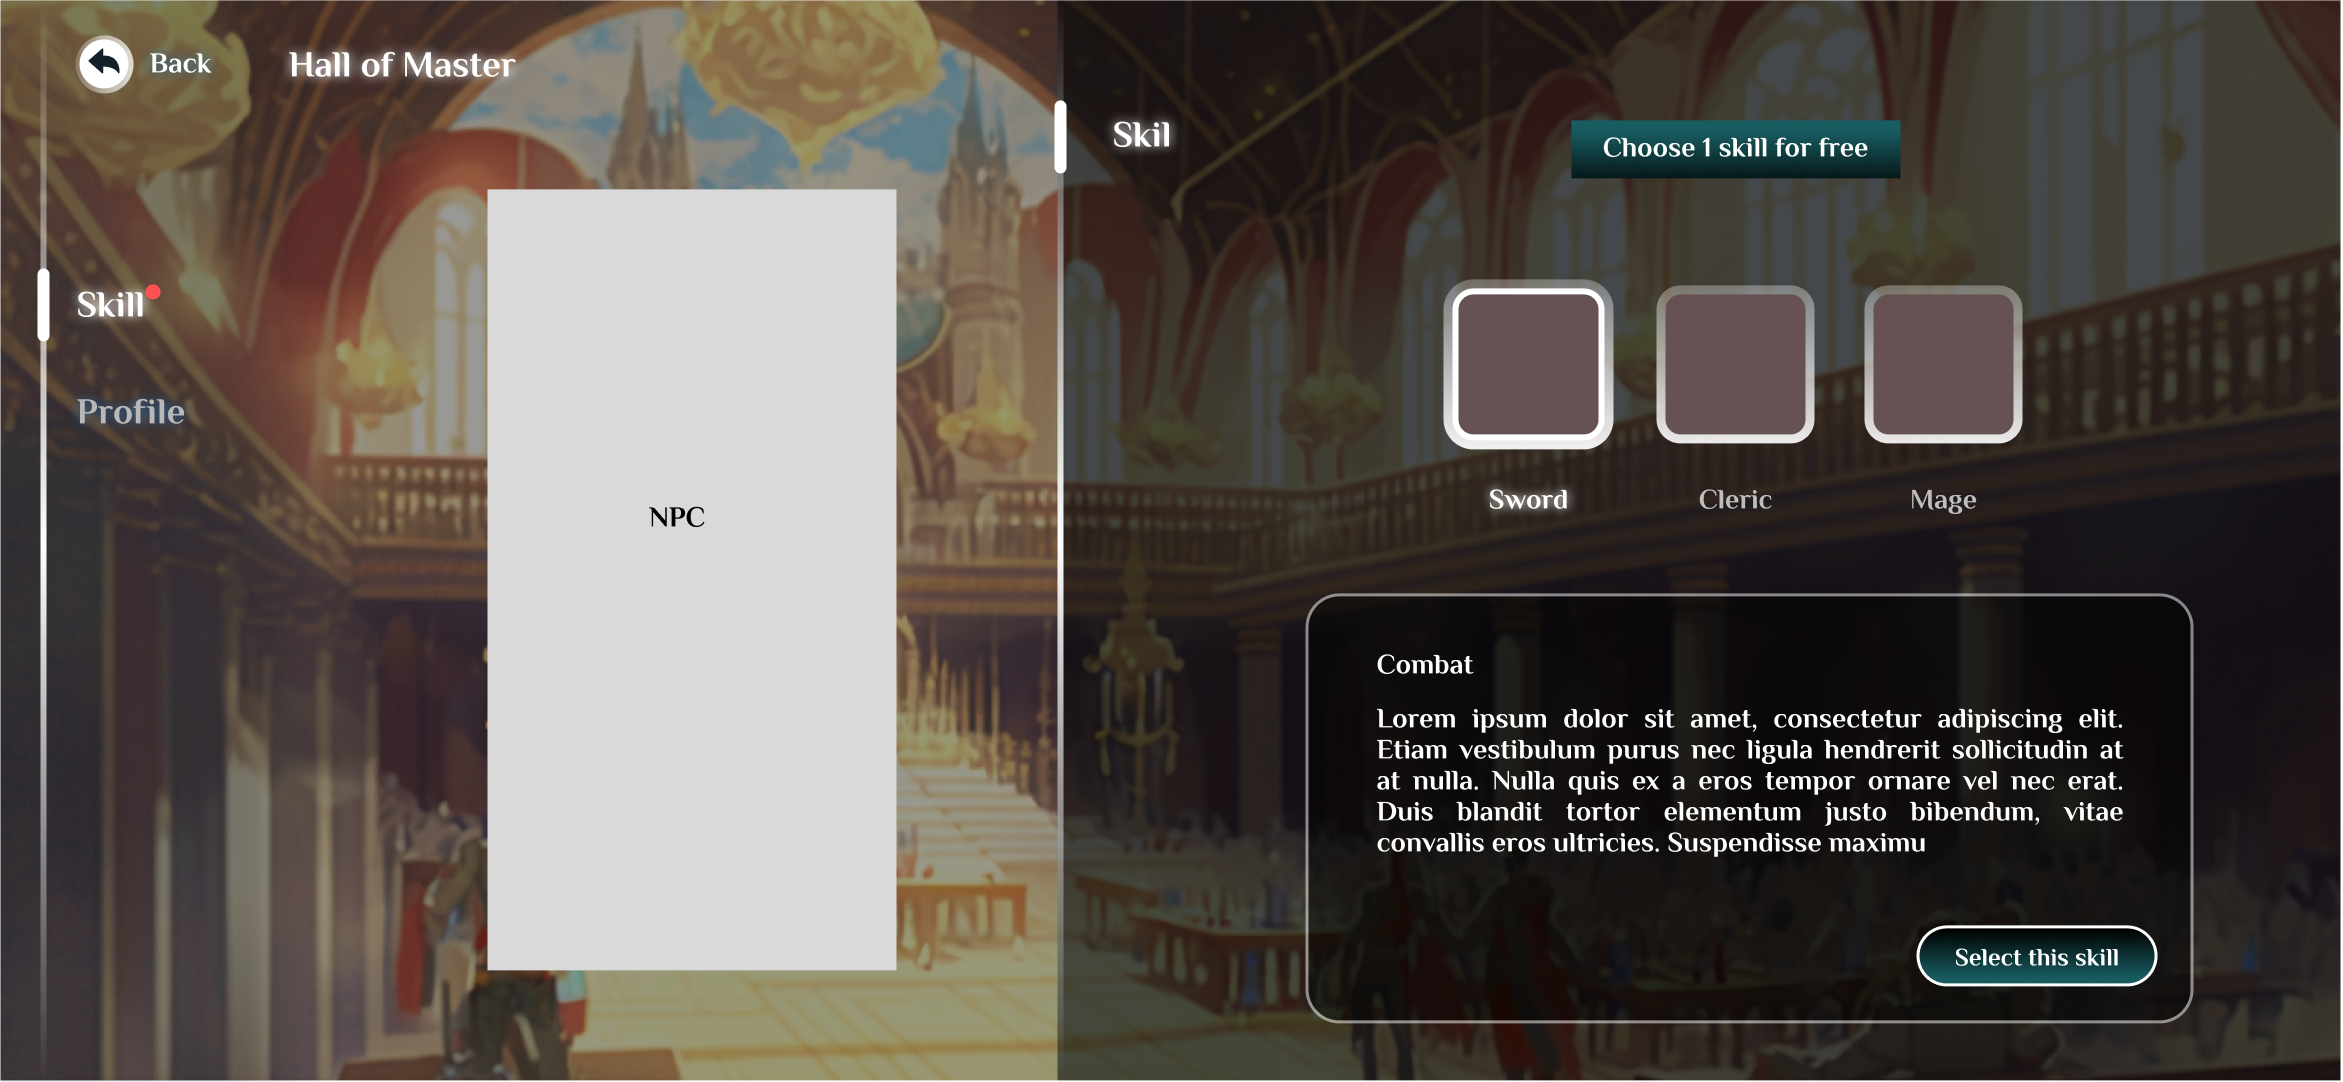 Back
Hall of Master
Skill
Profile
NPC
Skil
Choose 1 skill for free
Sword
Cleric
Mage
Combat
Lorem ipsum dolor sit amet, consectetur adipiscing elit.
Etiam vestibulum purus nec ligula hendrerit sollicitudin at
at nulla. Nulla quis ex a eros tempor ornare vel nec erat.
Duis blandit tortor elementum justo bibendum, vitae
convallis eros ultricies. Suspendisse maximu
Select this skill